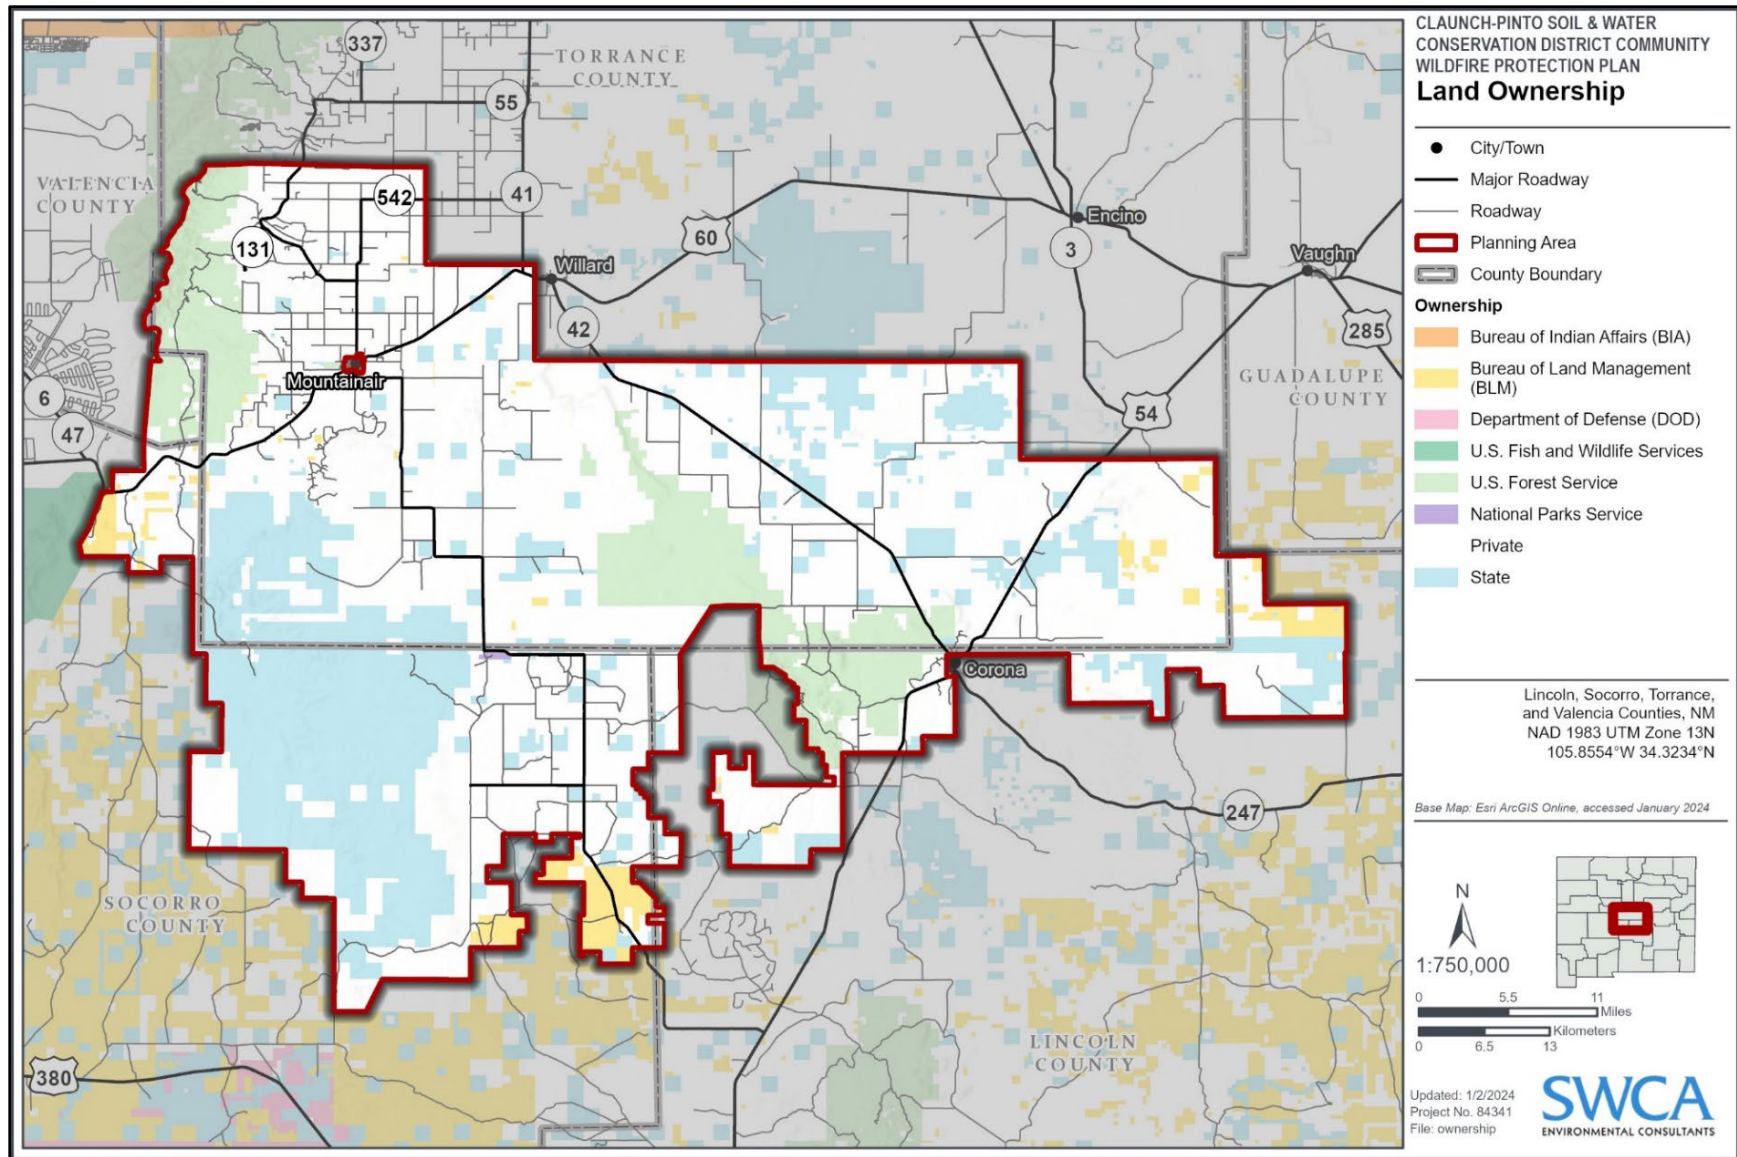 CLAUNCH-PINTO SOIL & WATER
CONSERVATION DISTRICT COMMUNITY
WILDFIRE PROTECTION PLAN
Land Ownership
City/Town
Major Roadway
Roadway
Planning Area
County Boundary
Ownership
Bureau of Indian Affairs (BIA)
Bureau of Land Management
(BLM)
Department of Defense (DOD)
U.S. Fish and Wildlife Services
U.S. Forest Service
National Parks Service
Private
State
Lincoln, Socorro, Torrance,
and Valencia Counties, NM
NAD 1983 UTM Zone 13N
105.8554°W 34.3234°N
Base Map: Esri ArcGIS Online, accessed January 2024
N
1:750,000
0 5.5 11
Miles
Kilometers
0 6.5 13
Updated: 1/2/2024
Project No. 84341
File: ownership
SWCA
ENVIRONMENTAL CONSULTANTS
337
TORRANCE
COUNTY
55
VALENCIA
COUNTY
542
41
131
60
Encino
3
Willard
Vaughn
42
285
Mountainair
6
47
GUADALUPE
COUNTY
54
Corona
247
SOCORRO
COUNTY
LINCOLN
COUNTY
380